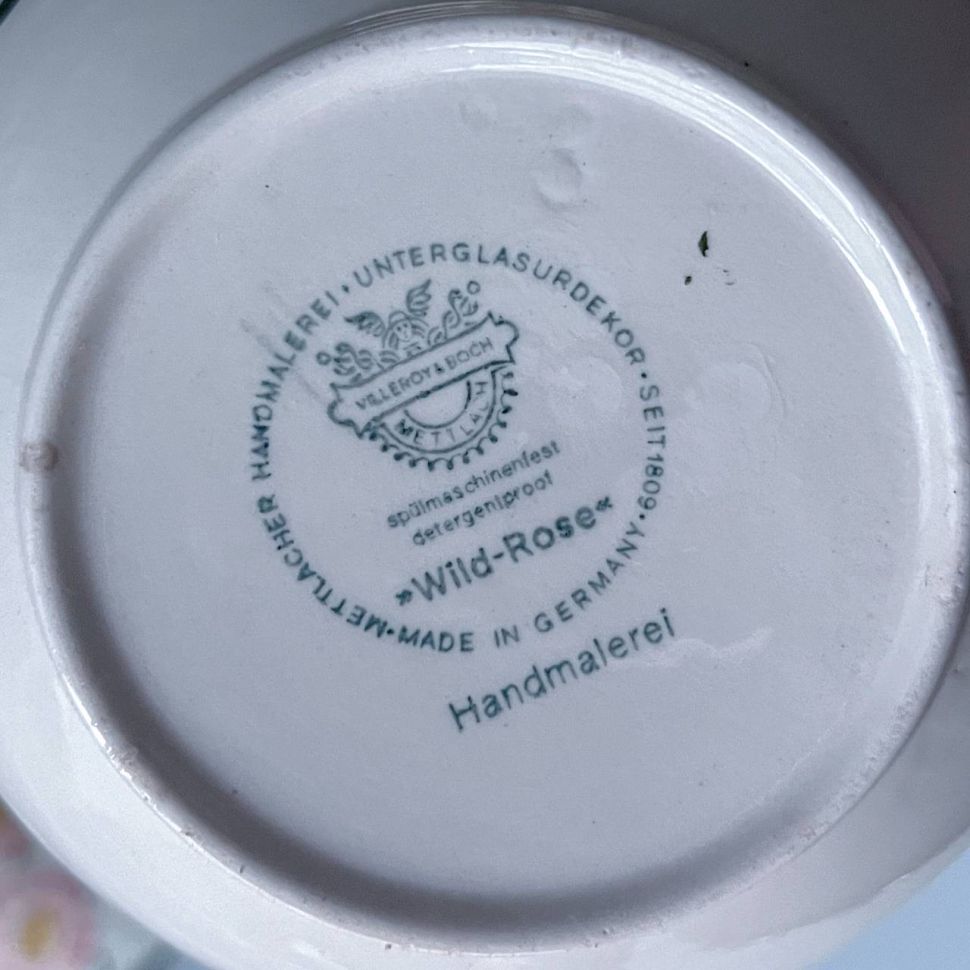 METTLACHER HANDMALEREI · UNTERGLASURDEKOR · SEIT 1809 · MADE IN GERMANY ·
VILLEROY & BOCH
METTLACH
spülmaschinenfest
detergentproof
»Wild-Rose«
Handmalerei